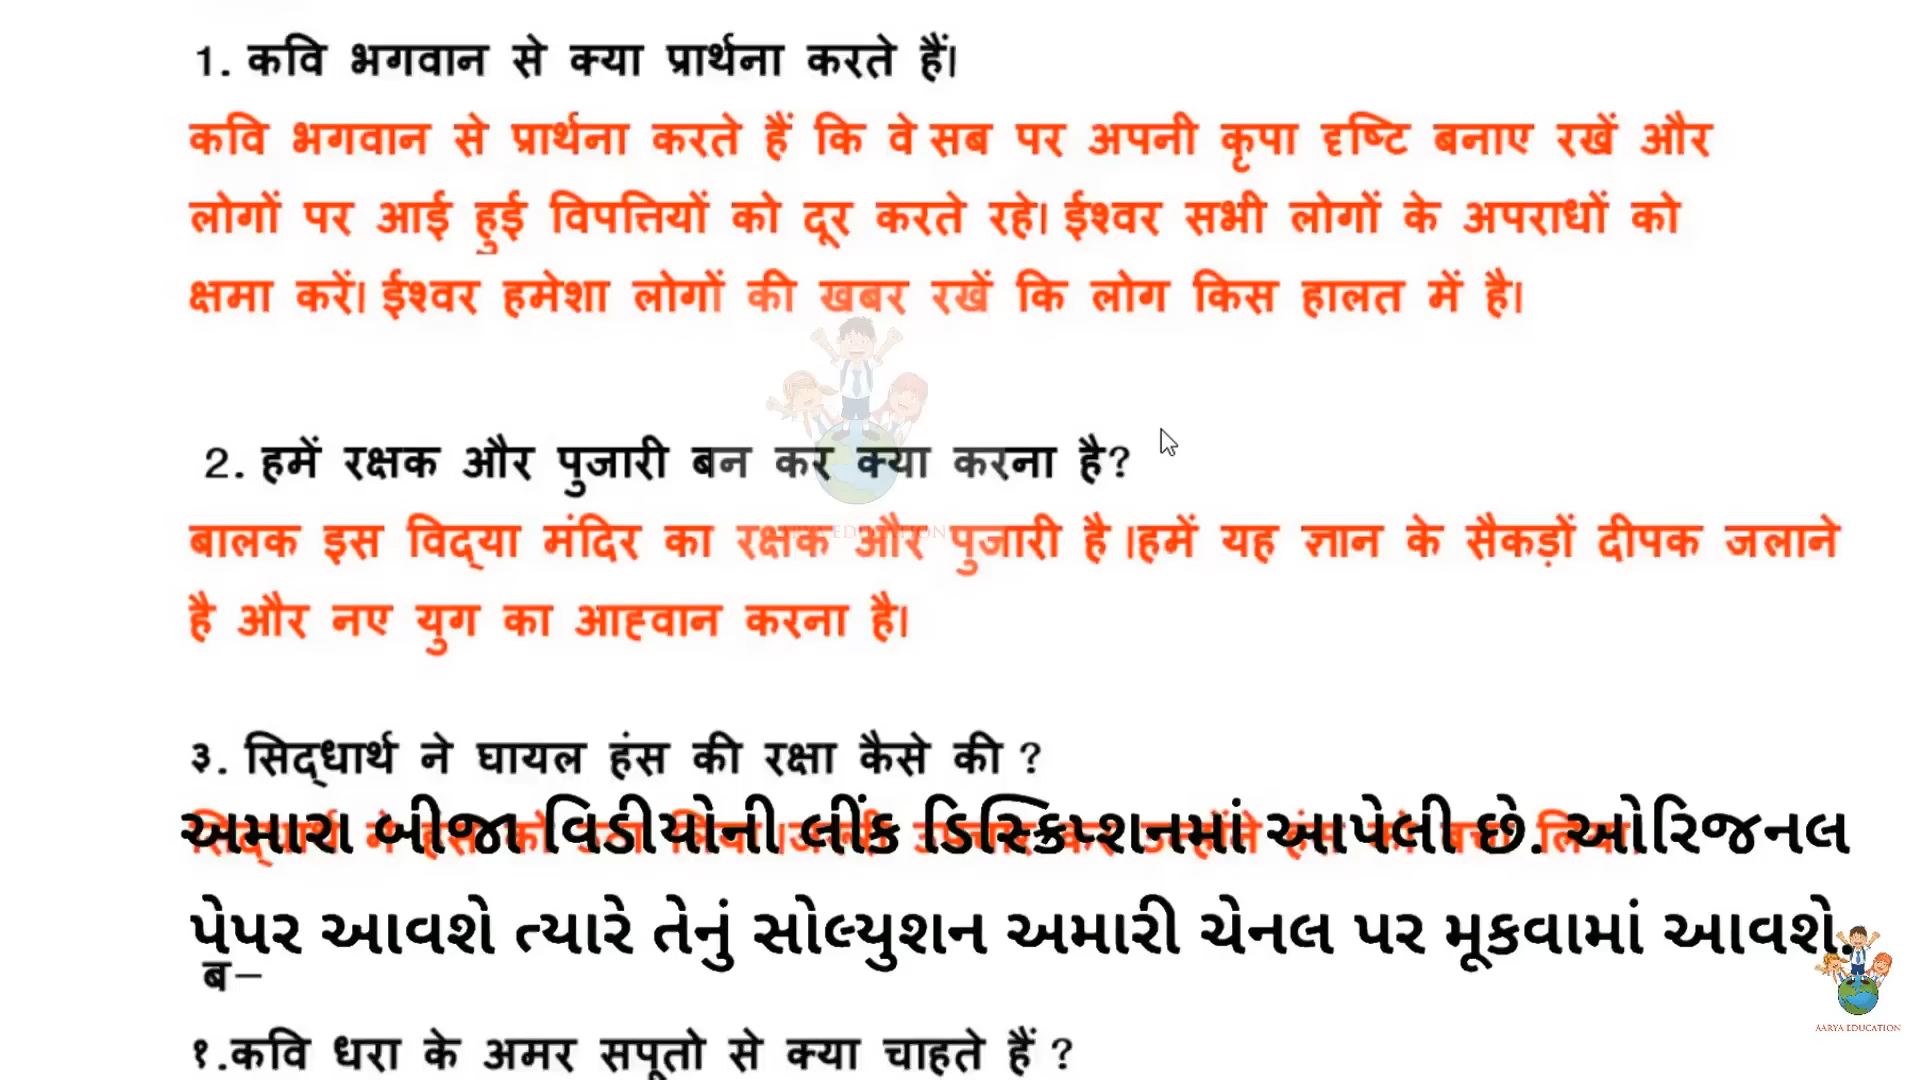 1. कवि भगवान से क्या प्रार्थना करते हैं।
कवि भगवान से प्रार्थना करते हैं कि वे सब पर अपनी कृपा दृष्टि बनाए रखें और
लोगों पर आई हुई विपत्तियों को दूर करते रहे। ईश्वर सभी लोगों के अपराधों को
क्षमा करें। ईश्वर हमेशा लोगों की खबर रखें कि लोग किस हालत में है।
2. हमें रक्षक और पुजारी बन कर क्या करना है?
AARYA EDUCATION
बालक इस विद्या मंदिर का रक्षक और पुजारी है ।हमें यह ज्ञान के सैकड़ों दीपक जलाने
है और नए युग का आह्वान करना है।
३. सिद्धार्थ ने घायल हंस की रक्षा कैसे की ?
અમારા બીજા વિડીયોની લીંક ડિસ્ક્રિપ્શનમાં આપેલી છે. ઓરિજનલ
પેપર આવશે ત્યારે તેનું સોલ્યુશન અમારી ચેનલ પર મૂકવામાં આવશે.
ब–
AARYA EDUCATION
१.कवि धरा के अमर सपूतो से क्या चाहते हैं ?